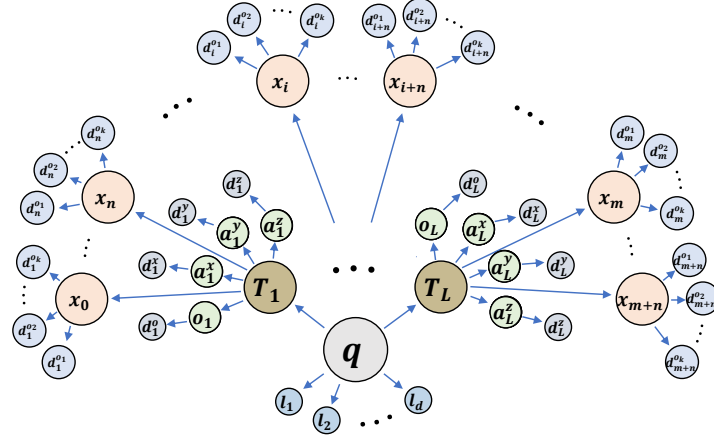 d_i^{o_1} d_i^{o_2} ... d_i^{o_k}
x_i
...
d_{i+n}^{o_1} d_{i+n}^{o_2} ... d_{i+n}^{o_k}
x_{i+n}
...
...
d_n^{o_k} ... d_n^{o_2} d_n^{o_1}
x_n
...
d_1^{o_k} ... d_1^{o_2} d_1^{o_1}
x_0
d_1^z a_1^z
d_1^y a_1^y
d_1^x a_1^x
d_1^o o_1
T_1
...
T_L
o_L d_L^o
a_L^x d_L^x
a_L^y d_L^y
a_L^z d_L^z
d_m^{o_1} d_m^{o_2} ... d_m^{o_k}
x_m
...
d_{m+n}^{o_1} d_{m+n}^{o_2} ... d_{m+n}^{o_k}
x_{m+n}
q
l_1 l_2 ... l_d